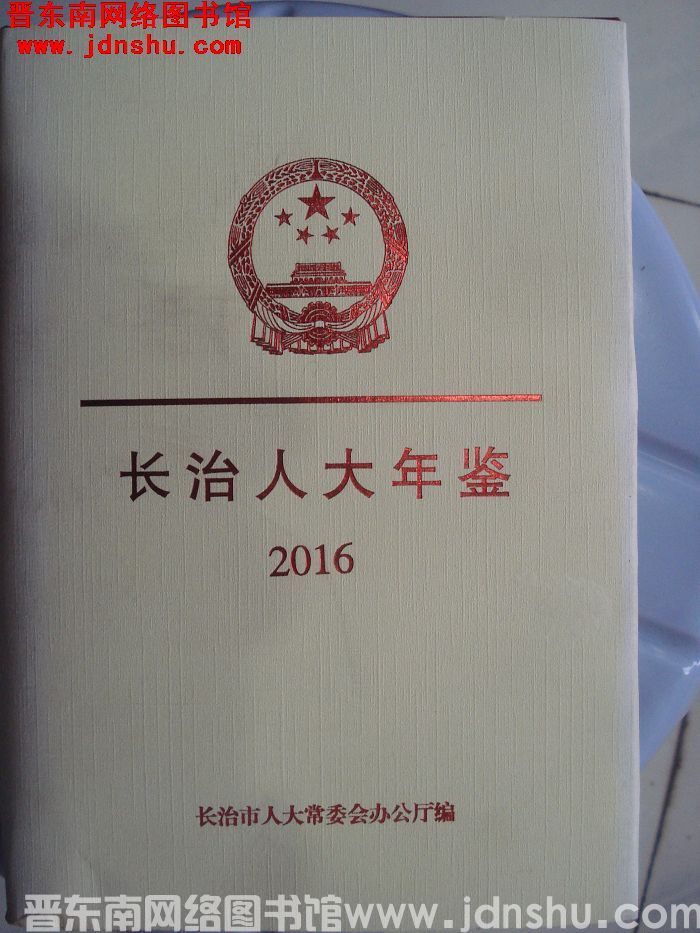 晋东南网络图书馆
www.jdnshu.com
长治人大年鉴
2016
长治市人大常委会办公厅编
晋东南网络图书馆www.jdnshu.com